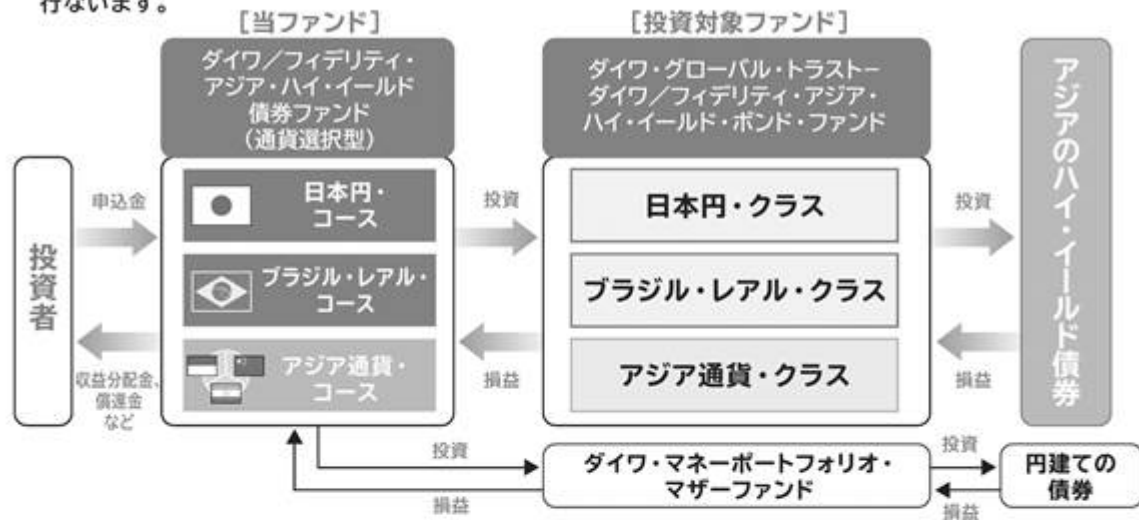 行ないます。
[当ファンド]
[投資対象ファンド]
ダイワ／フィデリティ・
アジア・ハイ・イールド
債券ファンド
（通貨選択型）
ダイワ・グローバル・トラスト－
ダイワ／フィデリティ・アジア・
ハイ・イールド・ボンド・ファンド
投資者
申込金
収益分配金、
償還金
など
日本円・
コース
ブラジル・レアル・
コース
アジア通貨・
コース
投資
損益
日本円・クラス
ブラジル・レアル・クラス
アジア通貨・クラス
投資
損益
アジアのハイ・イールド債券
投資
損益
ダイワ・マネーポートフォリオ・
マザーファンド
投資
損益
円建ての
債券